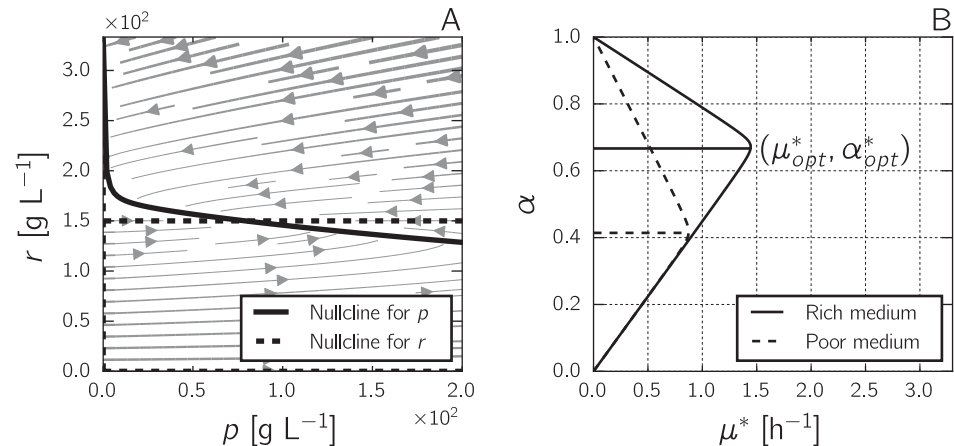 A
×10²
3.0
2.5
2.0
1.5
1.0
0.5
0.0
r [g L⁻¹]
Nullcline for p
Nullcline for r
0.0 0.5 1.0 1.5 2.0
×10²
p [g L⁻¹]
B
1.0
0.8
0.6
0.4
0.2
0.0
α
(μ*opt, α*opt)
Rich medium
Poor medium
0.0 0.5 1.0 1.5 2.0 2.5 3.0
μ* [h⁻¹]